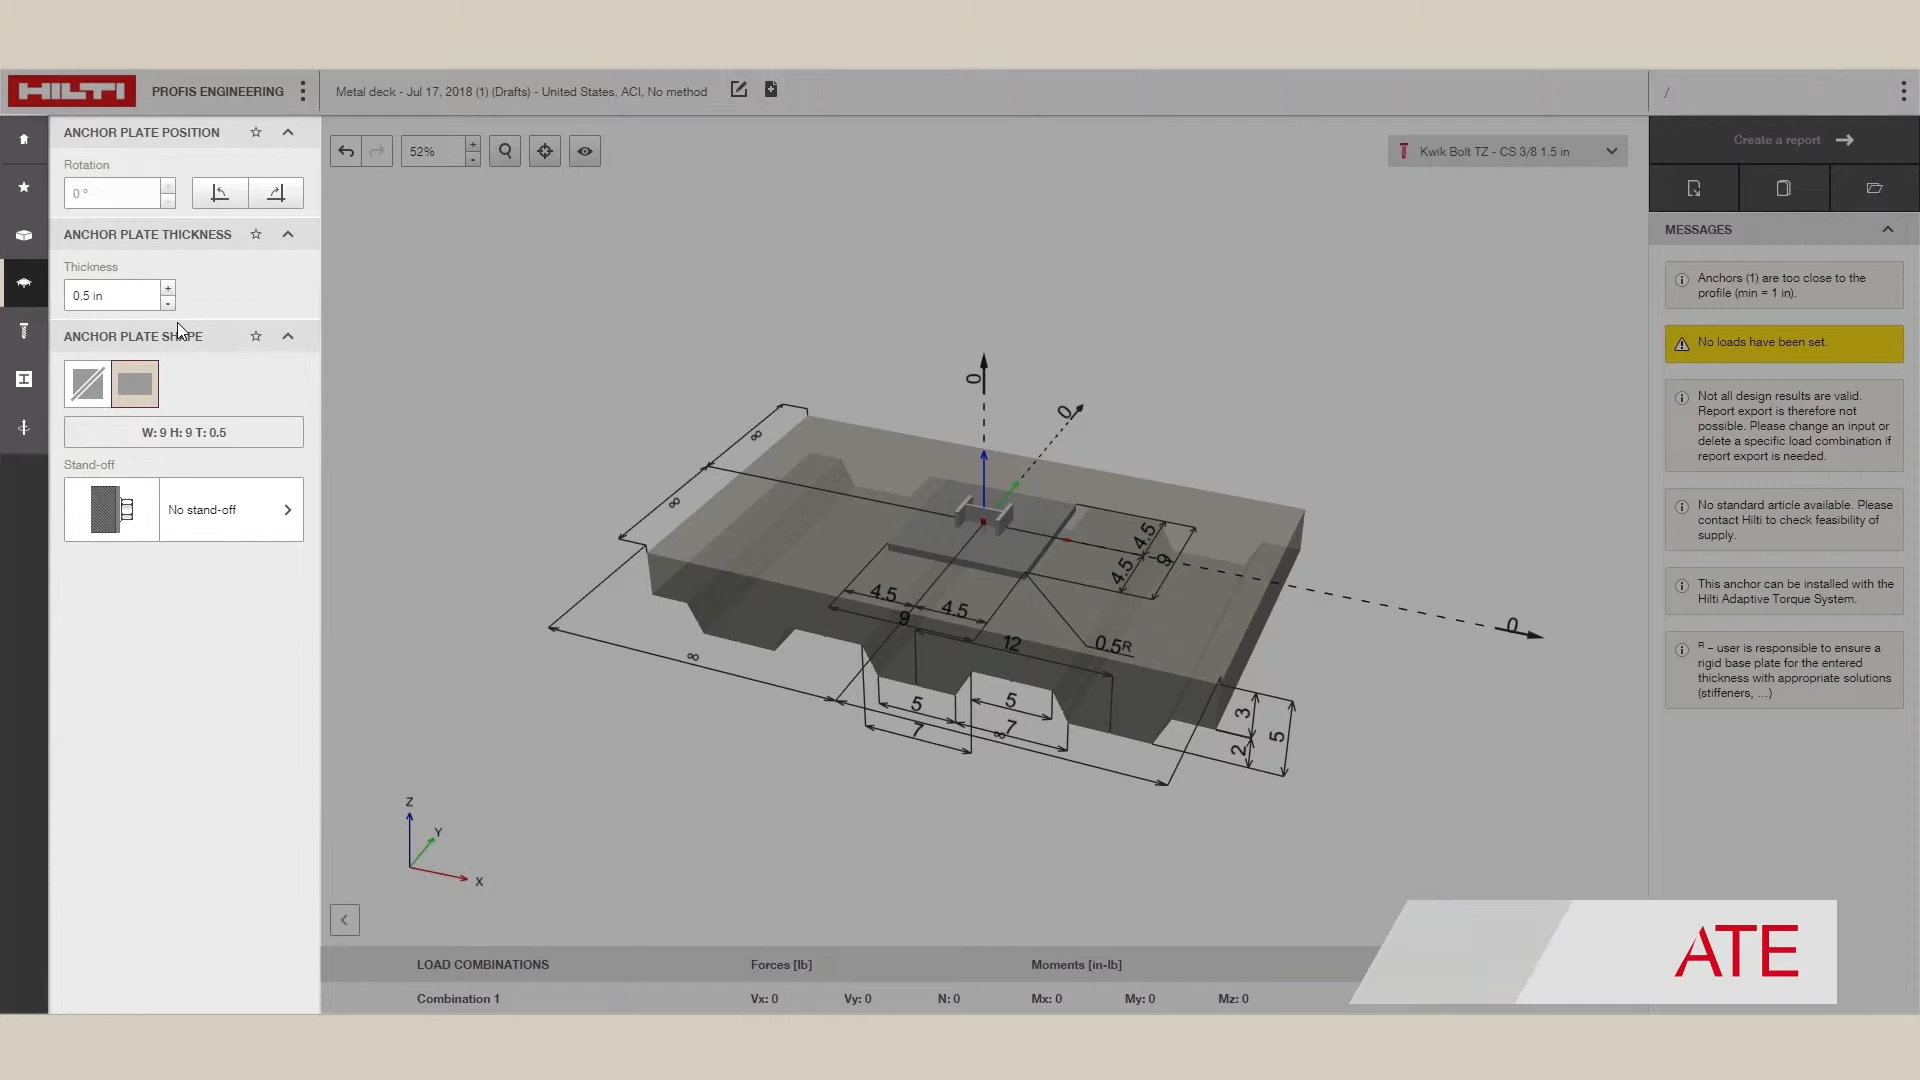 HILTI
PROFIS ENGINEERING
Metal deck - Jul 17, 2018 (1) (Drafts) - United States, ACI, No method
/
ANCHOR PLATE POSITION
Rotation
0 °
ANCHOR PLATE THICKNESS
Thickness
0.5 in
ANCHOR PLATE SHAPE
W: 9 H: 9 T: 0.5
Stand-off
No stand-off
52%
Kwik Bolt TZ - CS 3/8 1.5 in
0
0
0
∞
∞
∞
∞
4.5
4.5
9
4.5
4.5
9
12
0.5R
5
5
7
7
3
2
5
Z
Y
X
LOAD COMBINATIONS
Forces [lb]
Moments [in-lb]
Combination 1
Vx: 0
Vy: 0
N: 0
Mx: 0
My: 0
Mz: 0
Create a report
MESSAGES
Anchors (1) are too close to the
profile (min = 1 in).
No loads have been set.
Not all design results are valid.
Report export is therefore not
possible. Please change an input or
delete a specific load combination if
report export is needed.
No standard article available. Please
contact Hilti to check feasibility of
supply.
This anchor can be installed with the
Hilti Adaptive Torque System.
R – user is responsible to ensure a
rigid base plate for the entered
thickness with appropriate solutions
(stiffeners, ...)
ATE